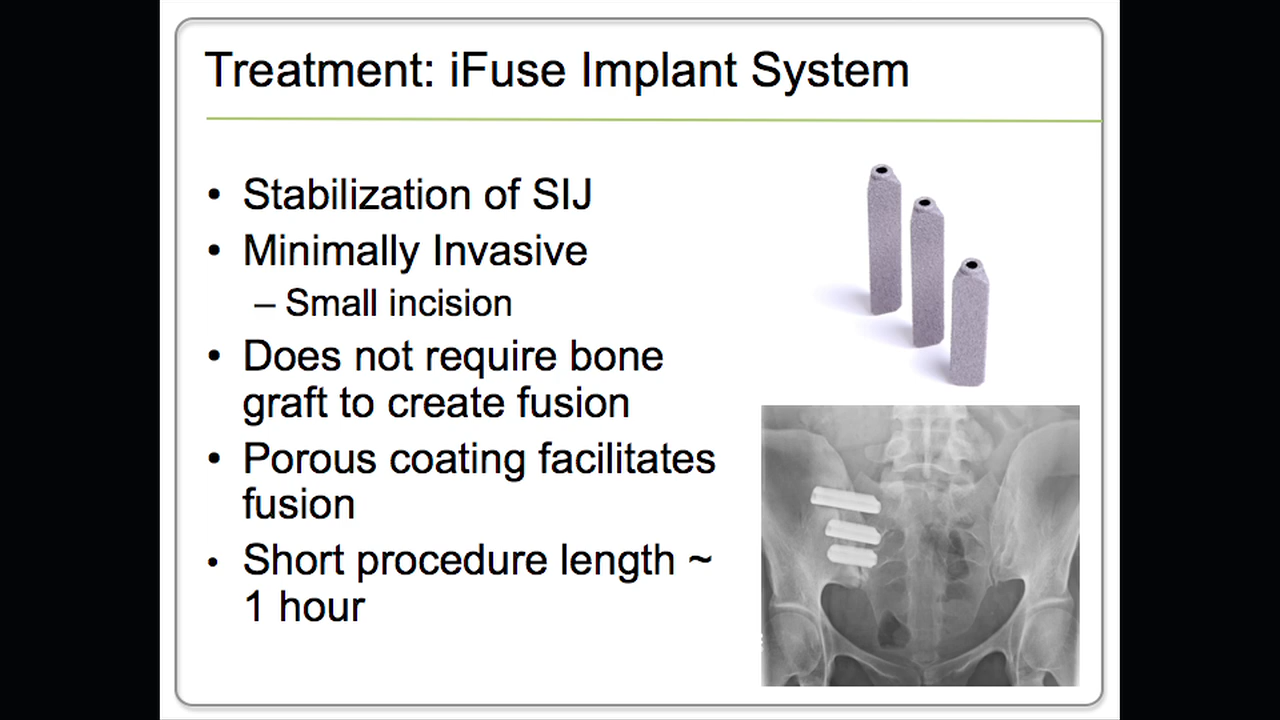 Treatment: iFuse Implant System
• Stabilization of SIJ
• Minimally Invasive
– Small incision
• Does not require bone
graft to create fusion
• Porous coating facilitates
fusion
• Short procedure length ~
1 hour